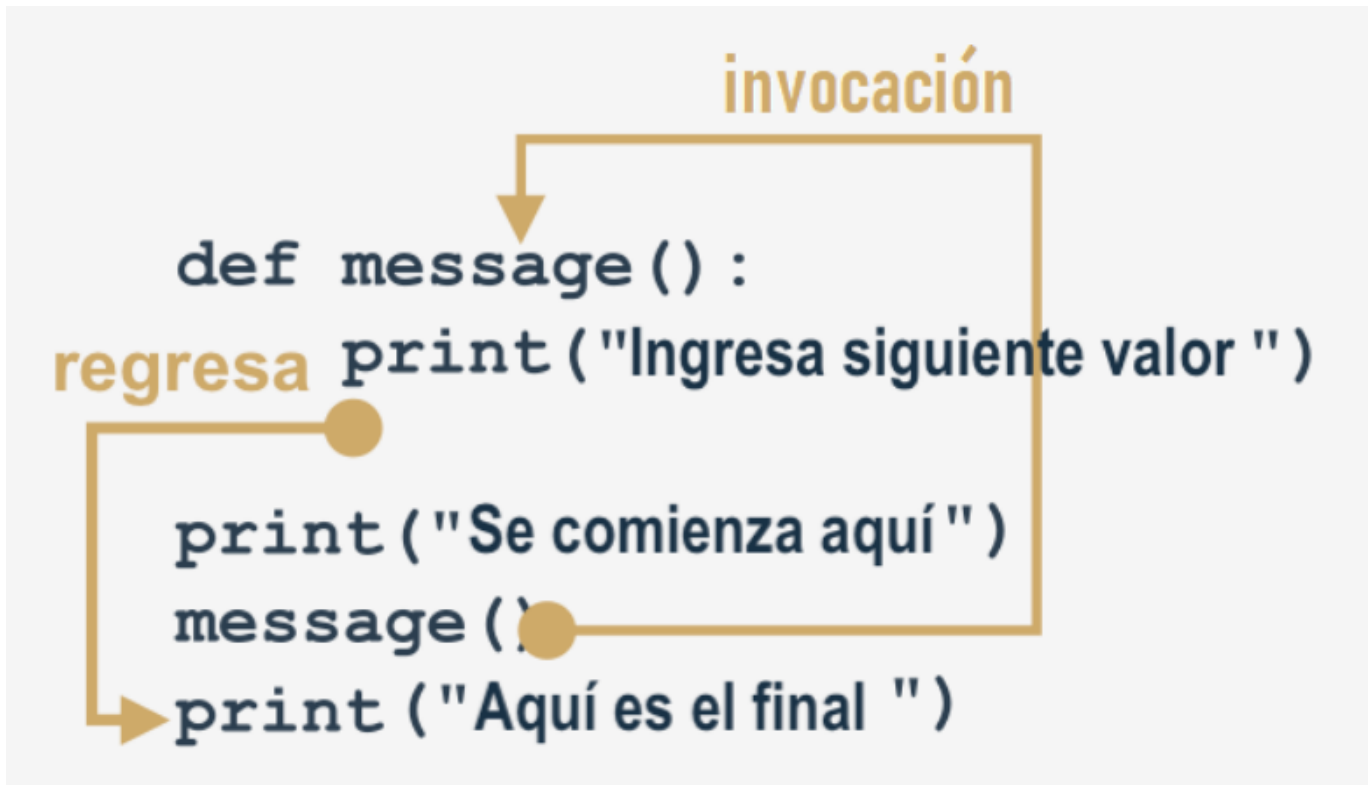 invocación
def message():
regresa print("Ingresa siguiente valor ")
print("Se comienza aquí")
message()
print("Aquí es el final ")